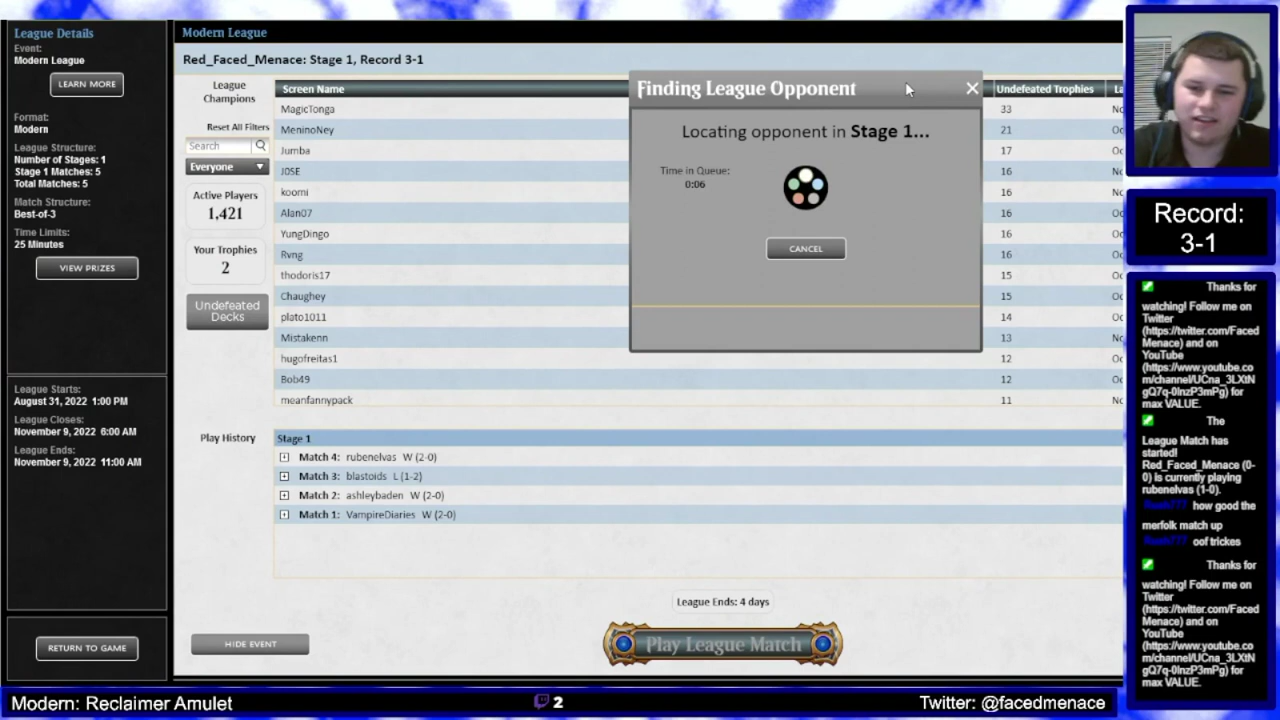 League Details
Event:
Modern League
LEARN MORE
Format:
Modern
League Structure:
Number of Stages: 1
Stage 1 Matches: 5
Total Matches: 5
Match Structure:
Best-of-3
Time Limits:
25 Minutes
VIEW PRIZES
League Starts:
August 31, 2022 1:00 PM
League Closes:
November 9, 2022 6:00 AM
League Ends:
November 9, 2022 11:00 AM
RETURN TO GAME
Modern League
Red_Faced_Menace: Stage 1, Record 3-1
League
Champions
Reset All Filters
Search
Everyone
Active Players
1,421
Your Trophies
2
Undefeated
Decks
Screen Name
Undefeated Trophies
MagicTonga 33
MeninoNey 21
Jumba 17
J0SE 16
koomi 16
Alan07 16
YungDingo 16
Rvng 16
thodoris17 15
Chaughey 15
plato1011 14
Mistakenn 13
hugofreitas1 12
Bob49 12
meanfannypack 11
Finding League Opponent
Locating opponent in Stage 1...
Time in Queue:
0:06
CANCEL
Play History
Stage 1
Match 4: rubenelvas W (2-0)
Match 3: blastoids L (1-2)
Match 2: ashleybaden W (2-0)
Match 1: VampireDiaries W (2-0)
League Ends: 4 days
HIDE EVENT
Play League Match
Record:
3-1
Thanks for
watching! Follow me on
Twitter
(https://twitter.com/Faced
Menace) and on
YouTube
(https://www.youtube.co
m/channel/UCna_3LXtN
gQ7q-0lnzP3mPg) for
max VALUE.
The
League Match has
started!
Red_Faced_Menace (0-
0) is currently playing
rubenelvas (1-0).
how good the
merfolk match up
oof trickes
Thanks for
watching! Follow me on
Twitter
(https://twitter.com/Faced
Menace) and on
YouTube
(https://www.youtube.co
m/channel/UCna_3LXtN
gQ7q-0lnzP3mPg) for
max VALUE.
Modern: Reclaimer Amulet
2
Twitter: @facedmenace